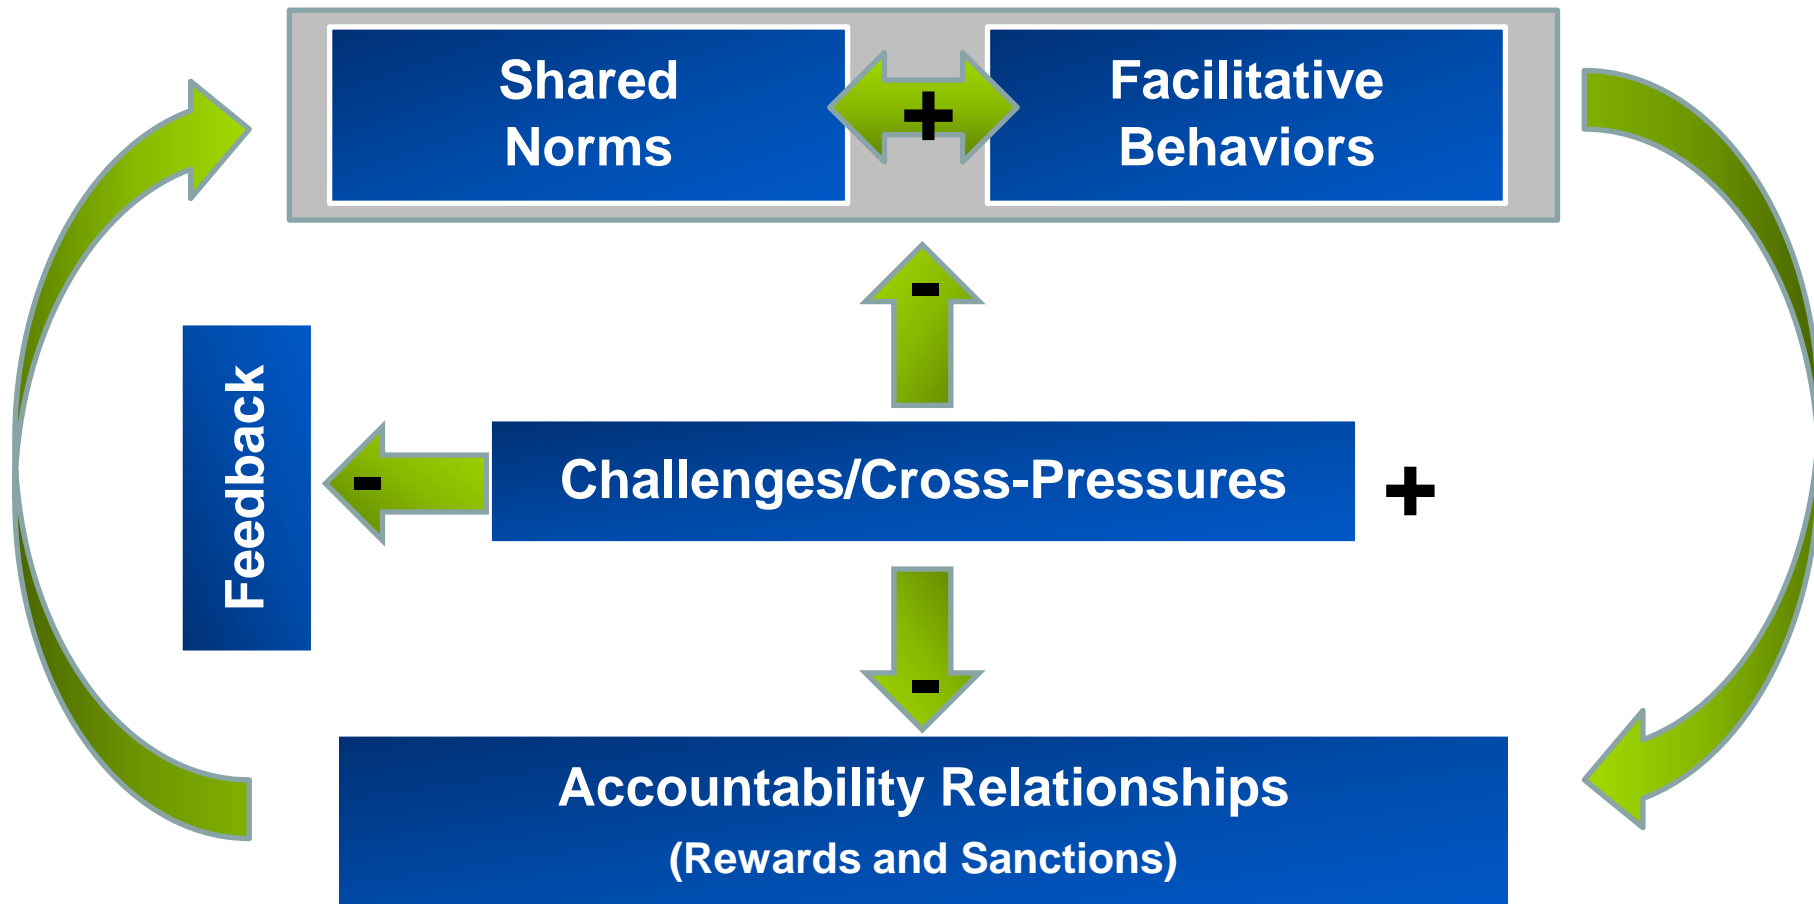 Shared
Norms
+
Facilitative
Behaviors
-
Feedback
-
Challenges/Cross-Pressures
+
-
Accountability Relationships
(Rewards and Sanctions)